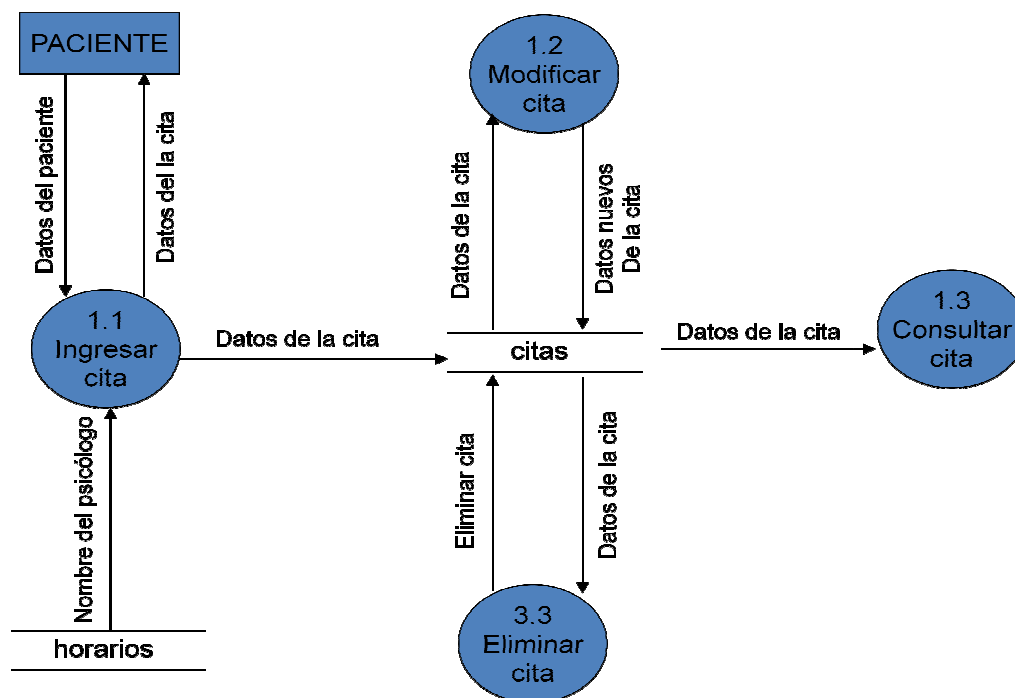 PACIENTE
Datos del paciente
Datos del la cita
1.1
Ingresar
cita
Nombre del psicólogo
horarios
Datos de la cita
1.2
Modificar
cita
Datos de la cita
Datos nuevos
De la cita
citas
Eliminar cita
Datos de la cita
3.3
Eliminar
cita
Datos de la cita
1.3
Consultar
cita